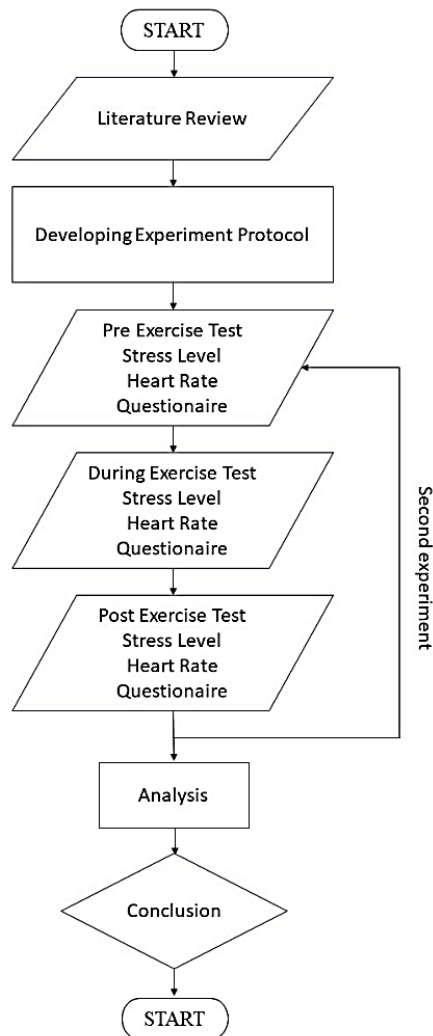 START
Literature Review
Developing Experiment Protocol
Pre Exercise Test
Stress Level
Heart Rate
Questionaire
During Exercise Test
Stress Level
Heart Rate
Questionaire
Second experiment
Post Exercise Test
Stress Level
Heart Rate
Questionaire
Analysis
Conclusion
START